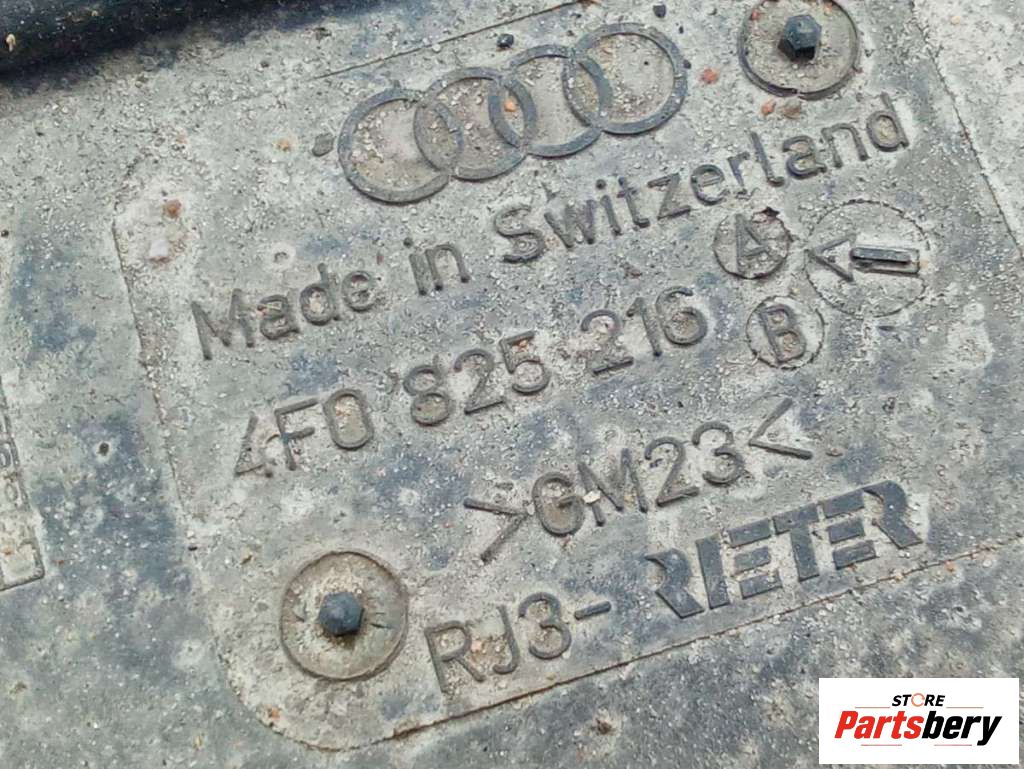 Made in Switzerland
4F0 825 216 A
B
>GM23<
RJ3-RIETER
STORE
Partsbery